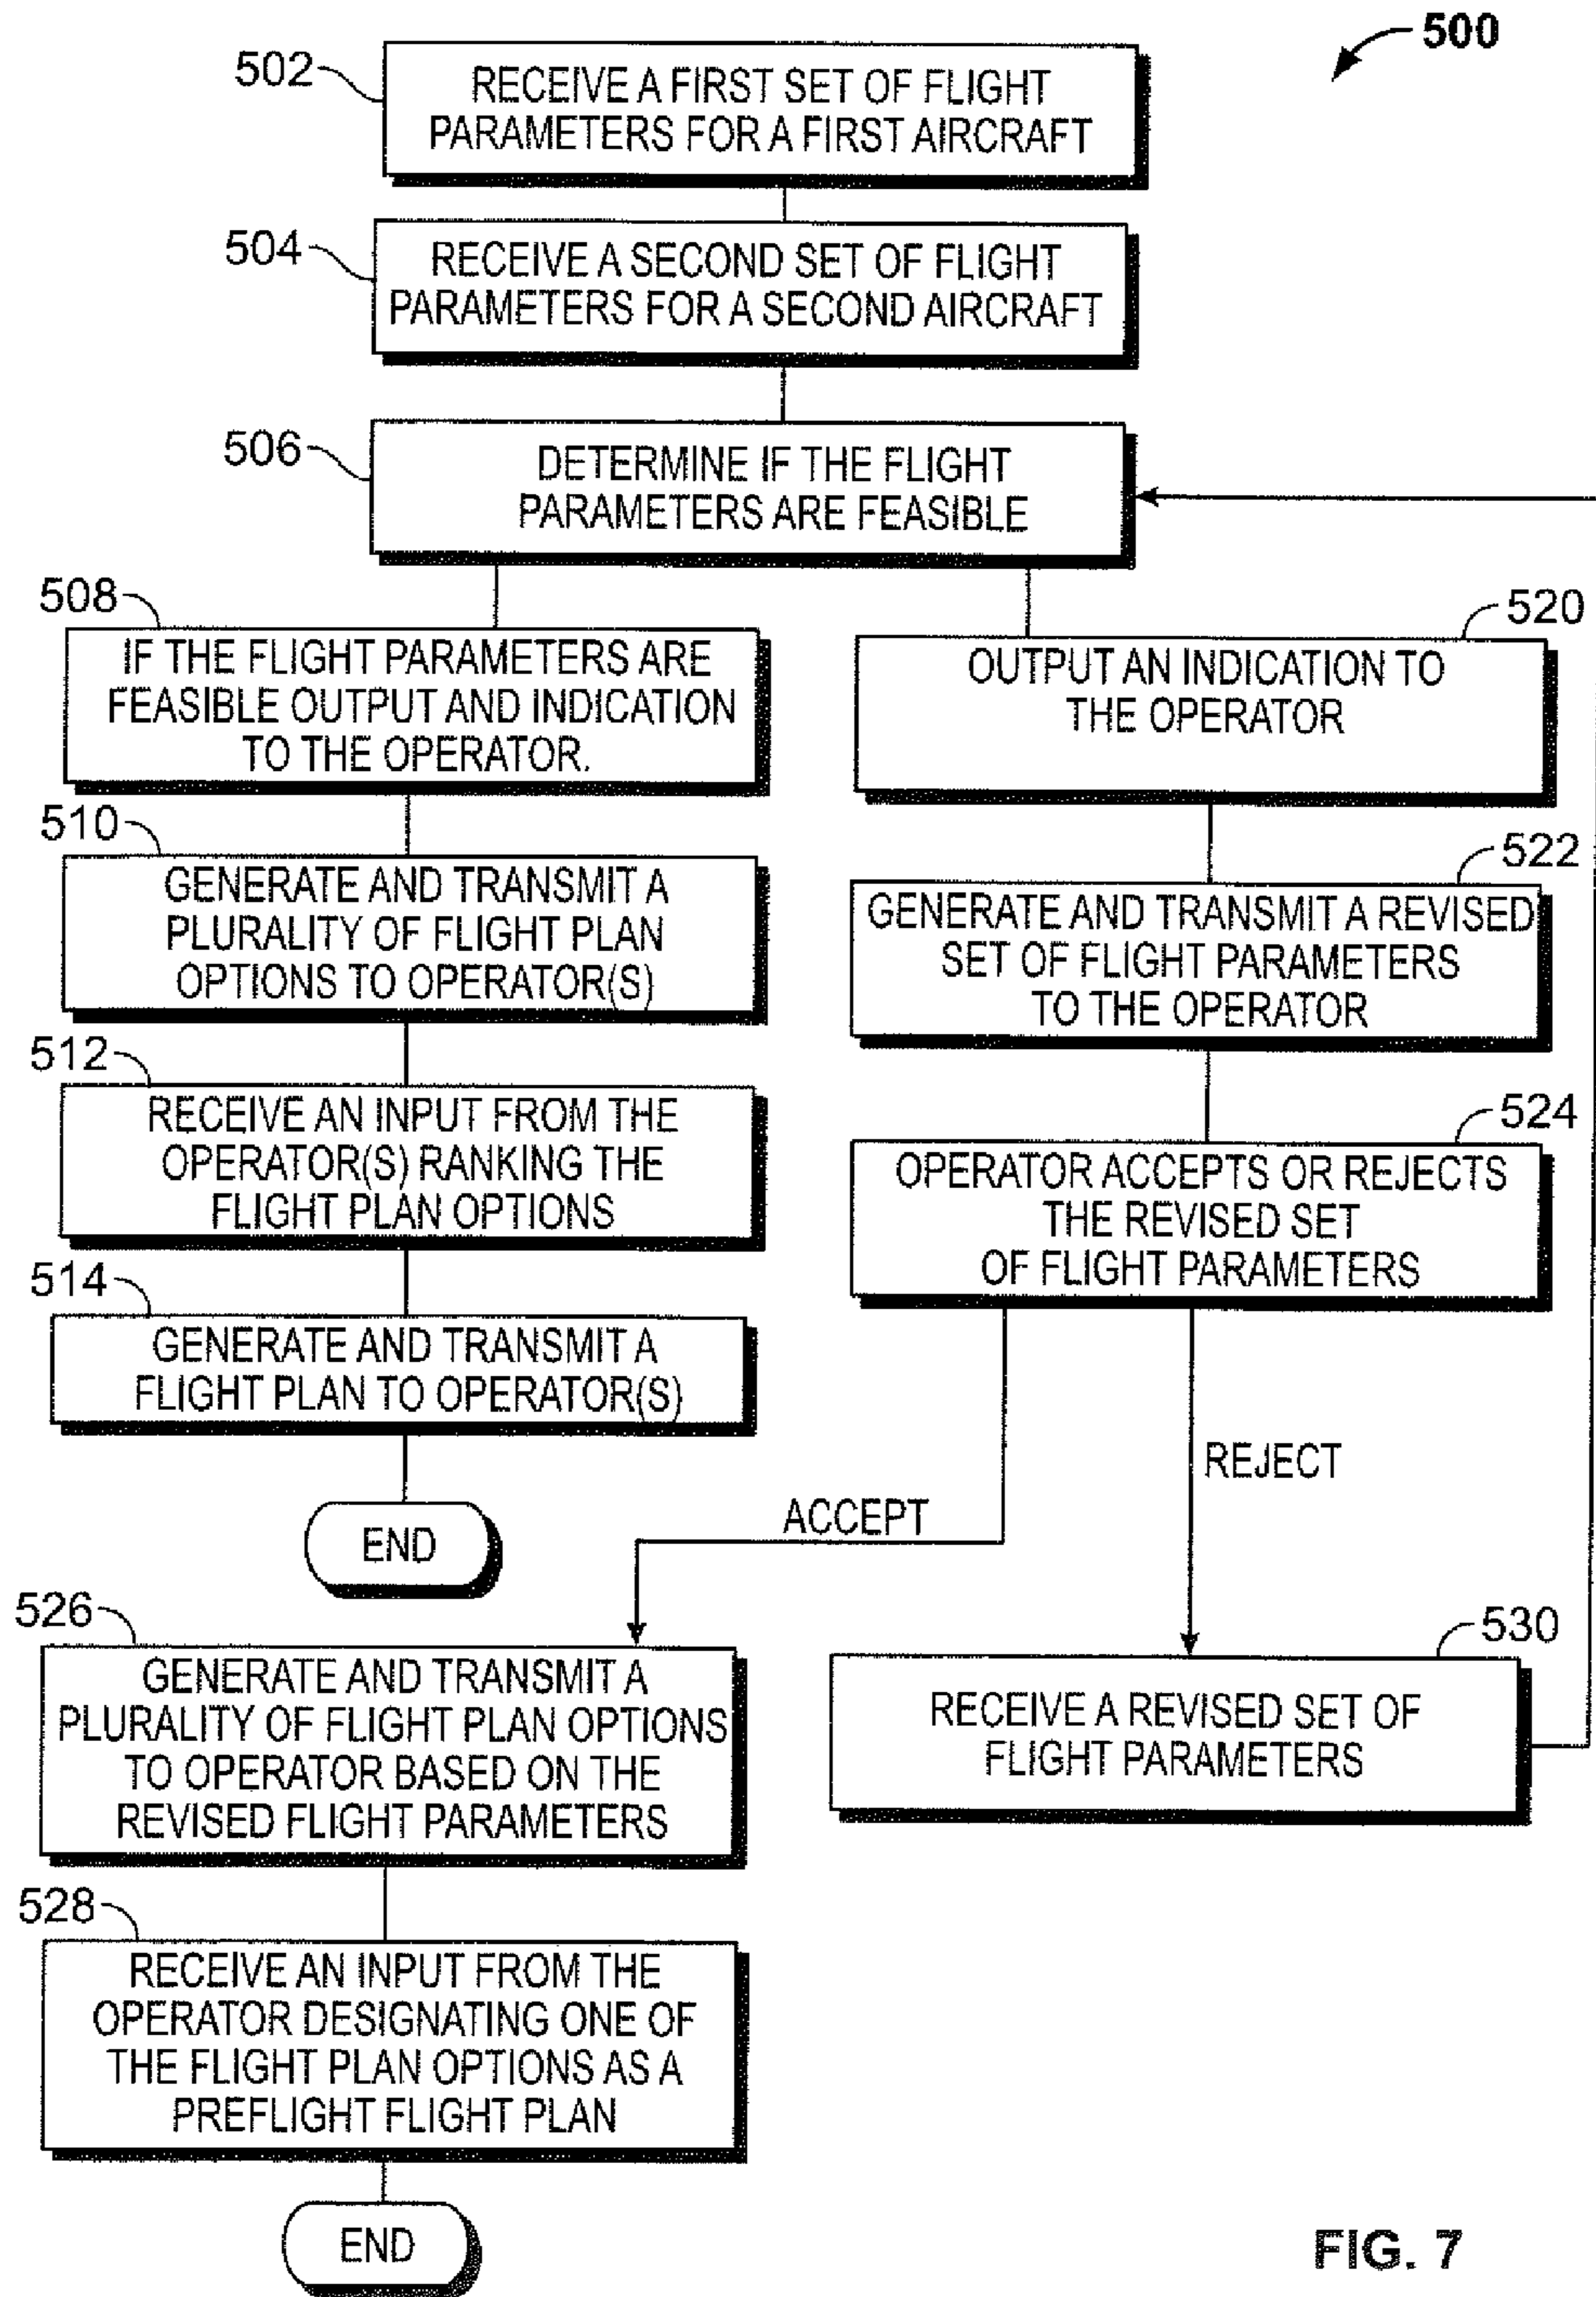 500
502
RECEIVE A FIRST SET OF FLIGHT
PARAMETERS FOR A FIRST AIRCRAFT
504
RECEIVE A SECOND SET OF FLIGHT
PARAMETERS FOR A SECOND AIRCRAFT
506
DETERMINE IF THE FLIGHT
PARAMETERS ARE FEASIBLE
508
IF THE FLIGHT PARAMETERS ARE
FEASIBLE OUTPUT AND INDICATION
TO THE OPERATOR.
510
GENERATE AND TRANSMIT A
PLURALITY OF FLIGHT PLAN
OPTIONS TO OPERATOR(S)
512
RECEIVE AN INPUT FROM THE
OPERATOR(S) RANKING THE
FLIGHT PLAN OPTIONS
514
GENERATE AND TRANSMIT A
FLIGHT PLAN TO OPERATOR(S)
END
520
OUTPUT AN INDICATION TO
THE OPERATOR
522
GENERATE AND TRANSMIT A REVISED
SET OF FLIGHT PARAMETERS
TO THE OPERATOR
524
OPERATOR ACCEPTS OR REJECTS
THE REVISED SET
OF FLIGHT PARAMETERS
ACCEPT
REJECT
526
GENERATE AND TRANSMIT A
PLURALITY OF FLIGHT PLAN OPTIONS
TO OPERATOR BASED ON THE
REVISED FLIGHT PARAMETERS
528
RECEIVE AN INPUT FROM THE
OPERATOR DESIGNATING ONE OF
THE FLIGHT PLAN OPTIONS AS A
PREFLIGHT FLIGHT PLAN
END
530
RECEIVE A REVISED SET OF
FLIGHT PARAMETERS
FIG. 7